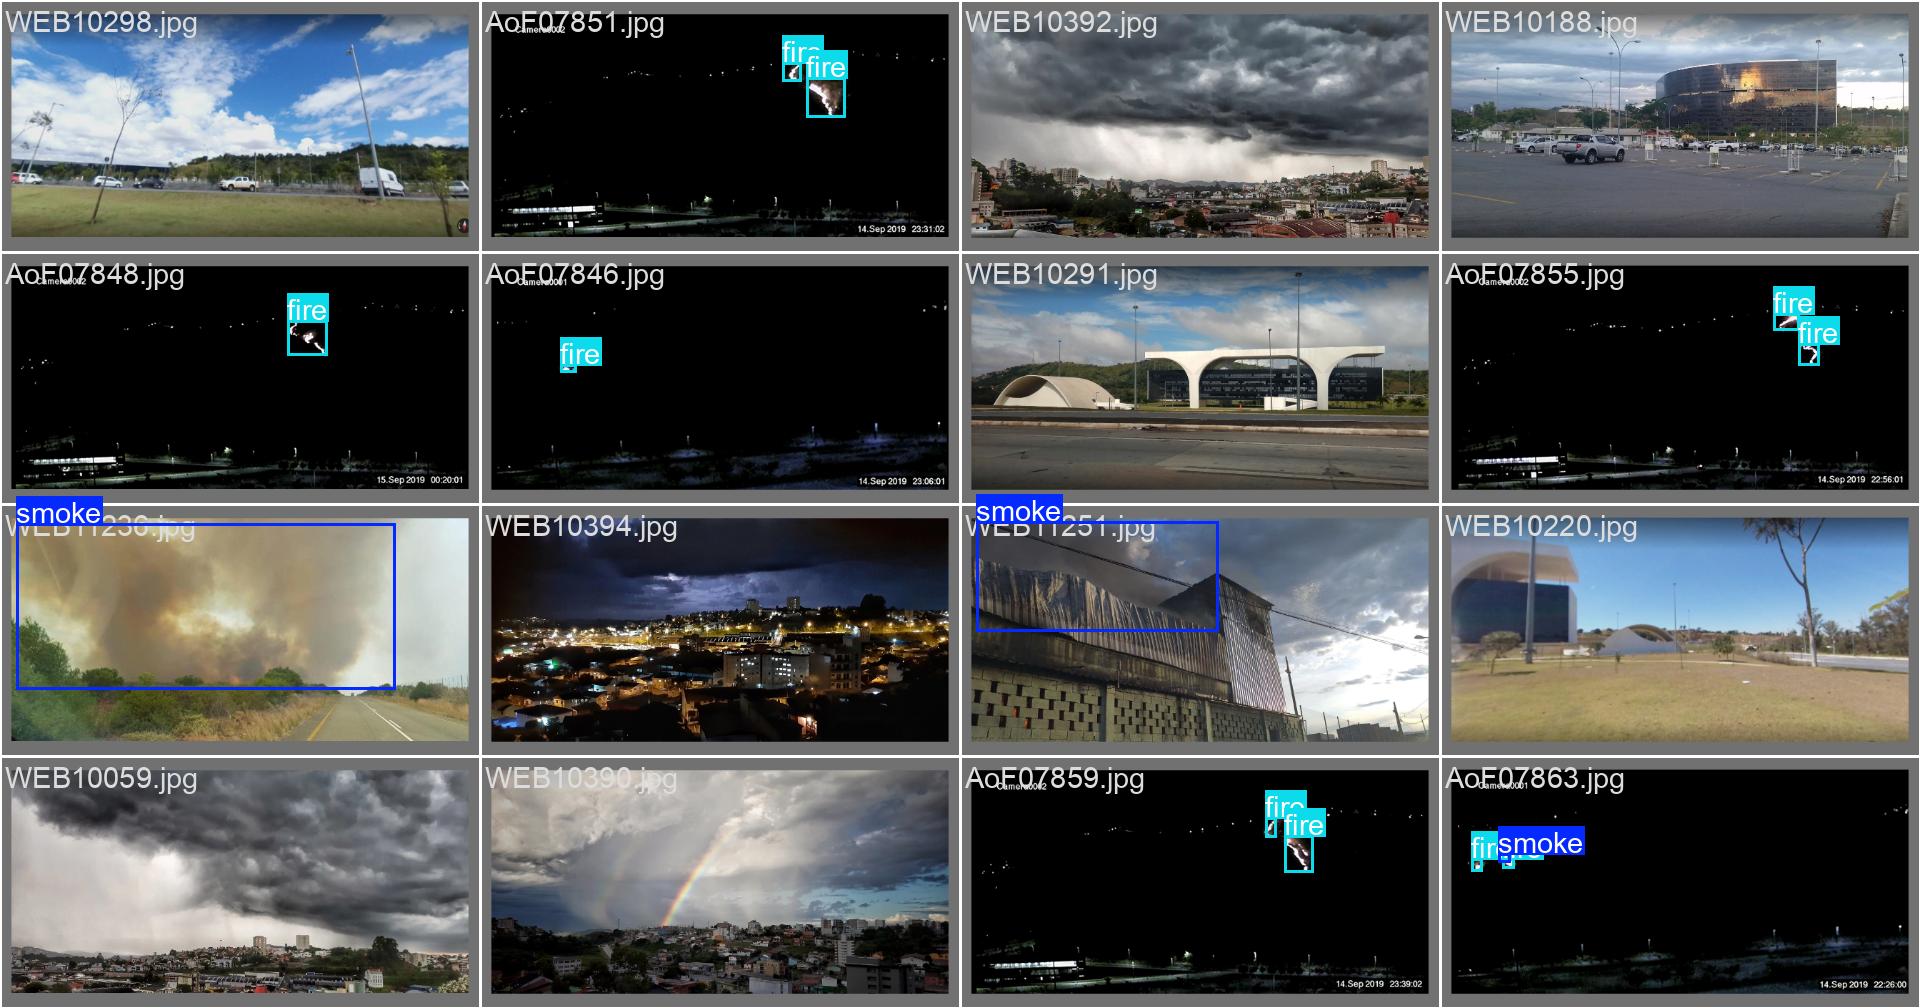 WEB10298.jpg
AoF07851.jpg
WEB10392.jpg
WEB10188.jpg
Camera0002
fire
fire
14.Sep 2019 23:31:02
AoF07848.jpg
AoF07846.jpg
WEB10291.jpg
AoF07855.jpg
Camera0002
Camera0001
Camera0002
fire
fire
fire
fire
15.Sep 2019 00:20:01
14.Sep 2019 23:06:01
14.Sep 2019 22:56:01
smoke
smoke
WEB11236.jpg
WEB10394.jpg
WEB11251.jpg
WEB10220.jpg
WEB10059.jpg
WEB10390.jpg
AoF07859.jpg
AoF07863.jpg
Camera0002
Camera0001
fire
fire
fire
smoke
14.Sep 2019 23:39:02
14.Sep 2019 22:26:00